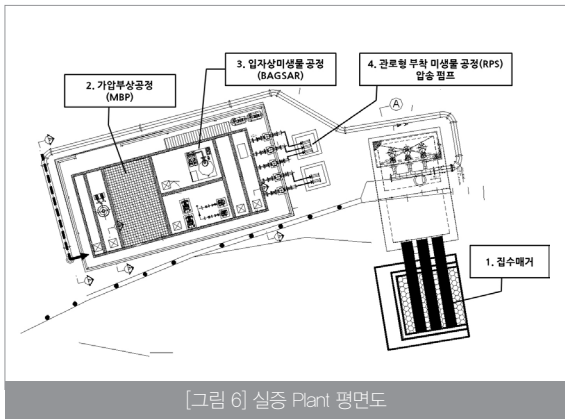 2. 가압부상공정
(MBP)
3. 입자상미생물 공정
(BAGSAR)
4. 관로형 부착 미생물 공정(RPS)
압송 펌프
A
1. 집수매거
[그림 6] 실증 Plant 평면도